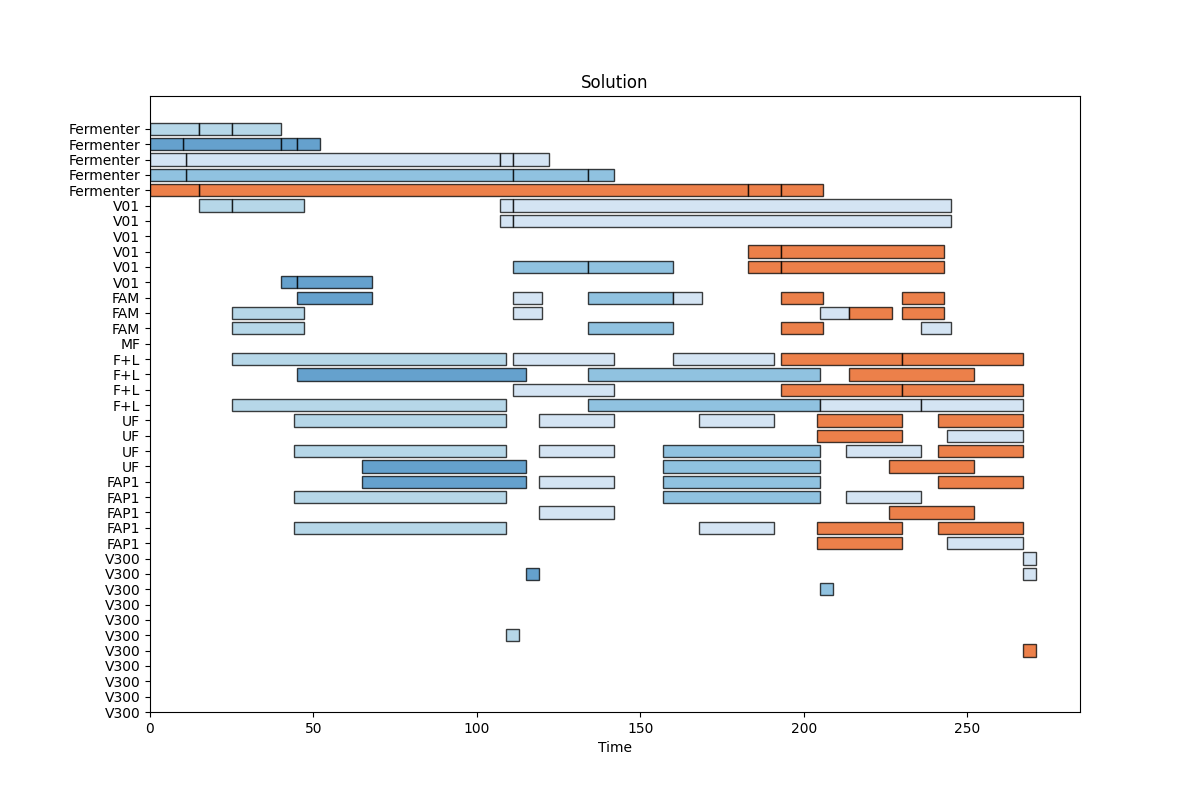 Solution
Fermenter
Fermenter
Fermenter
Fermenter
Fermenter
V01
V01
V01
V01
V01
V01
FAM
FAM
FAM
MF
F+L
F+L
F+L
F+L
UF
UF
UF
UF
FAP1
FAP1
FAP1
FAP1
FAP1
V300
V300
V300
V300
V300
V300
V300
V300
V300
V300
V300
0 50 100 150 200 250
Time